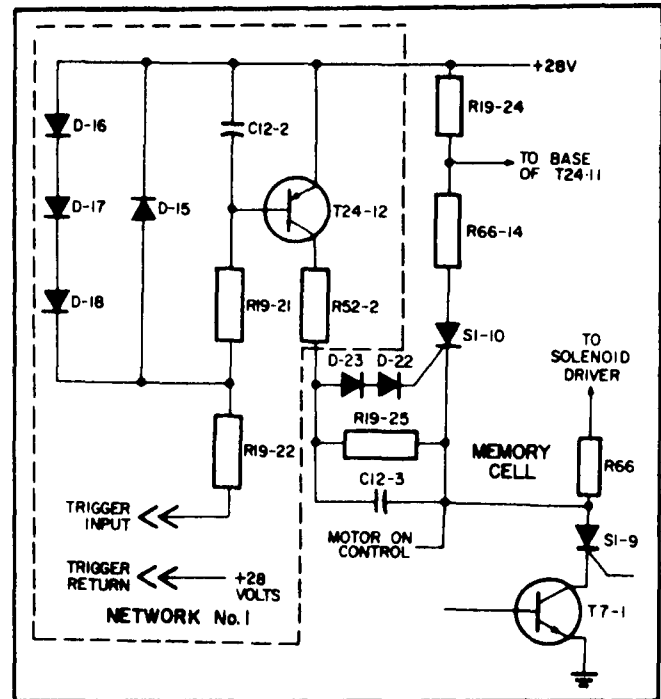 +28V
R19-24
D-16
C12-2
TO BASE
OF T24-11
D-17
D-15
T24-12
R66-14
D-18
R19-21
R52-2
S1-10
TO
SOLENOID
DRIVER
D-23
D-22
R19-25
R19-22
MEMORY
CELL
R66
C12-3
TRIGGER
INPUT
MOTOR ON
CONTROL
S1-9
TRIGGER
RETURN
+28
VOLTS
T7-1
NETWORK No.1